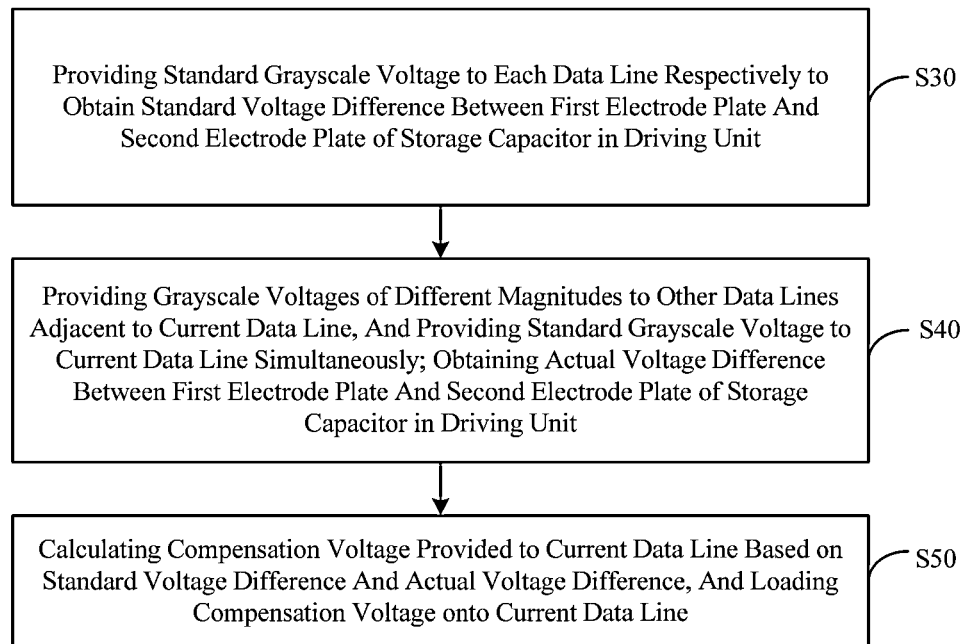 Providing Standard Grayscale Voltage to Each Data Line Respectively to
Obtain Standard Voltage Difference Between First Electrode Plate And
Second Electrode Plate of Storage Capacitor in Driving Unit
S30
Providing Grayscale Voltages of Different Magnitudes to Other Data Lines
Adjacent to Current Data Line, And Providing Standard Grayscale Voltage to
Current Data Line Simultaneously; Obtaining Actual Voltage Difference
Between First Electrode Plate And Second Electrode Plate of Storage
Capacitor in Driving Unit
S40
Calculating Compensation Voltage Provided to Current Data Line Based on
Standard Voltage Difference And Actual Voltage Difference, And Loading
Compensation Voltage onto Current Data Line
S50